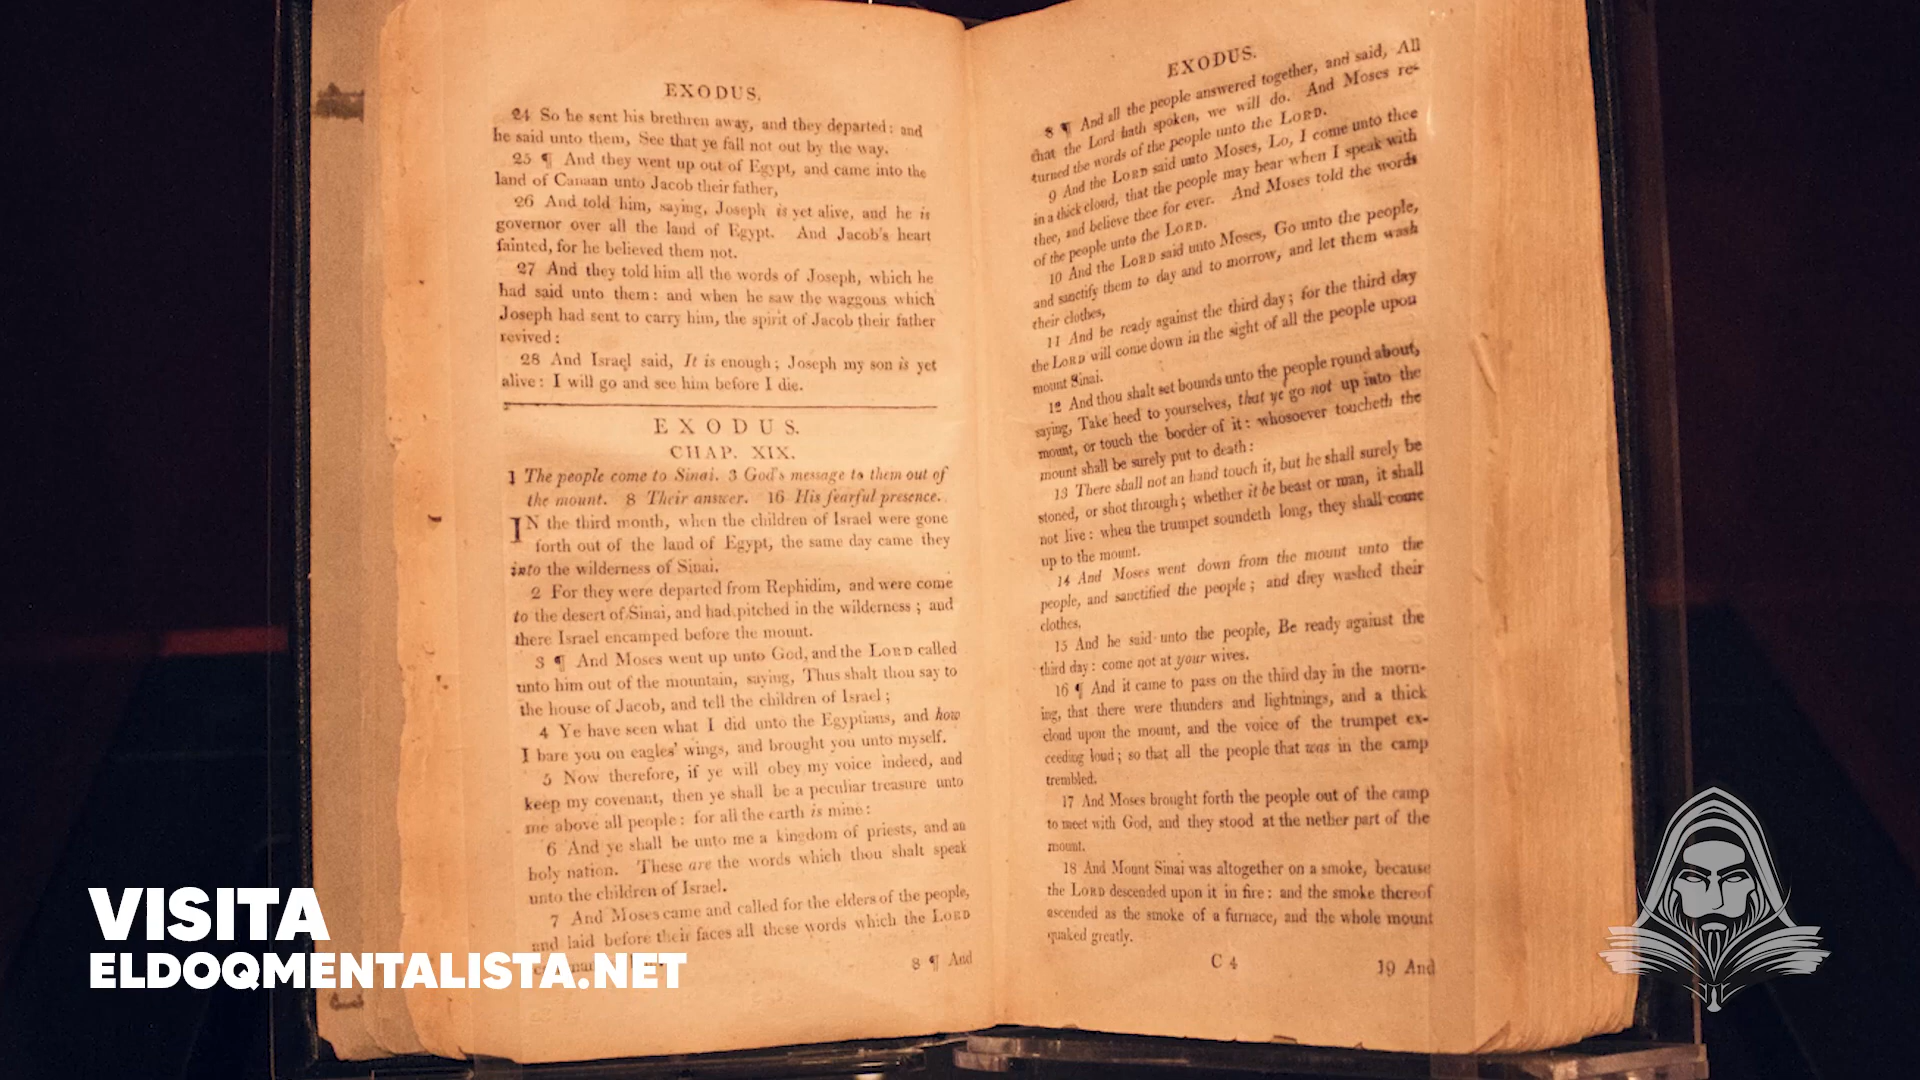 EXODUS.
24 So he sent his brethren away, and they departed: and
he said unto them, See that ye fall not out by the way.
25 ¶ And they went up out of Egypt, and came into the
land of Canaan unto Jacob their father,
26 And told him, saying, Joseph is yet alive, and he is
governor over all the land of Egypt. And Jacob's heart
fainted, for he believed them not.
27 And they told him all the words of Joseph, which he
had said unto them: and when he saw the waggons which
Joseph had sent to carry him, the spirit of Jacob their father
revived:
28 And Israel said, It is enough; Joseph my son is yet
alive: I will go and see him before I die.
EXODUS.
CHAP. XIX.
1 The people come to Sinai. 3 God's message to them out of
the mount. 8 Their answer. 16 His fearful presence.
IN the third month, when the children of Israel were gone
forth out of the land of Egypt, the same day came they
into the wilderness of Sinai.
2 For they were departed from Rephidim, and were come
to the desert of Sinai, and had pitched in the wilderness; and
there Israel encamped before the mount.
3 ¶ And Moses went up unto God, and the LORD called
unto him out of the mountain, saying, Thus shalt thou say to
the house of Jacob, and tell the children of Israel;
4 Ye have seen what I did unto the Egyptians, and how
I bare you on eagles' wings, and brought you unto myself.
5 Now therefore, if ye will obey my voice indeed, and
keep my covenant, then ye shall be a peculiar treasure unto
me above all people: for all the earth is mine:
6 And ye shall be unto me a kingdom of priests, and an
holy nation. These are the words which thou shalt speak
unto the children of Israel.
7 And Moses came and called for the elders of the people,
and laid before their faces all these words which the LORD
8 ¶ And
EXODUS.
8 ¶ And all the people answered together, and said, All
that the Lord hath spoken, we will do. And Moses re-
turned the words of the people unto the LORD.
9 And the LORD said unto Moses, Lo, I come unto thee
in a thick cloud, that the people may hear when I speak with
thee, and believe thee for ever. And Moses told the words
of the people unto the LORD.
10 And the LORD said unto Moses, Go unto the people,
and sanctify them to day and to morrow, and let them wash
their clothes,
11 And be ready against the third day; for the third day
the LORD will come down in the sight of all the people upon
mount Sinai.
12 And thou shalt set bounds unto the people round about,
saying, Take heed to yourselves, that ye go not up into the
mount, or touch the border of it: whosoever toucheth the
mount shall be surely put to death:
13 There shall not an hand touch it, but he shall surely be
stoned, or shot through; whether it be beast or man, it shall
not live: when the trumpet soundeth long, they shall come
up to the mount.
14 And Moses went down from the mount unto the
people, and sanctified the people; and they washed their
clothes.
15 And he said unto the people, Be ready against the
third day: come not at your wives.
16 ¶ And it came to pass on the third day in the morn-
ing, that there were thunders and lightnings, and a thick
cloud upon the mount, and the voice of the trumpet ex-
ceeding loud; so that all the people that was in the camp
trembled.
17 And Moses brought forth the people out of the camp
to meet with God, and they stood at the nether part of the
mount.
18 And Mount Sinai was altogether on a smoke, because
the LORD descended upon it in fire: and the smoke thereof
ascended as the smoke of a furnace, and the whole mount
quaked greatly.
C 4
19 And
VISITA
ELDOQMENTALISTA.NET